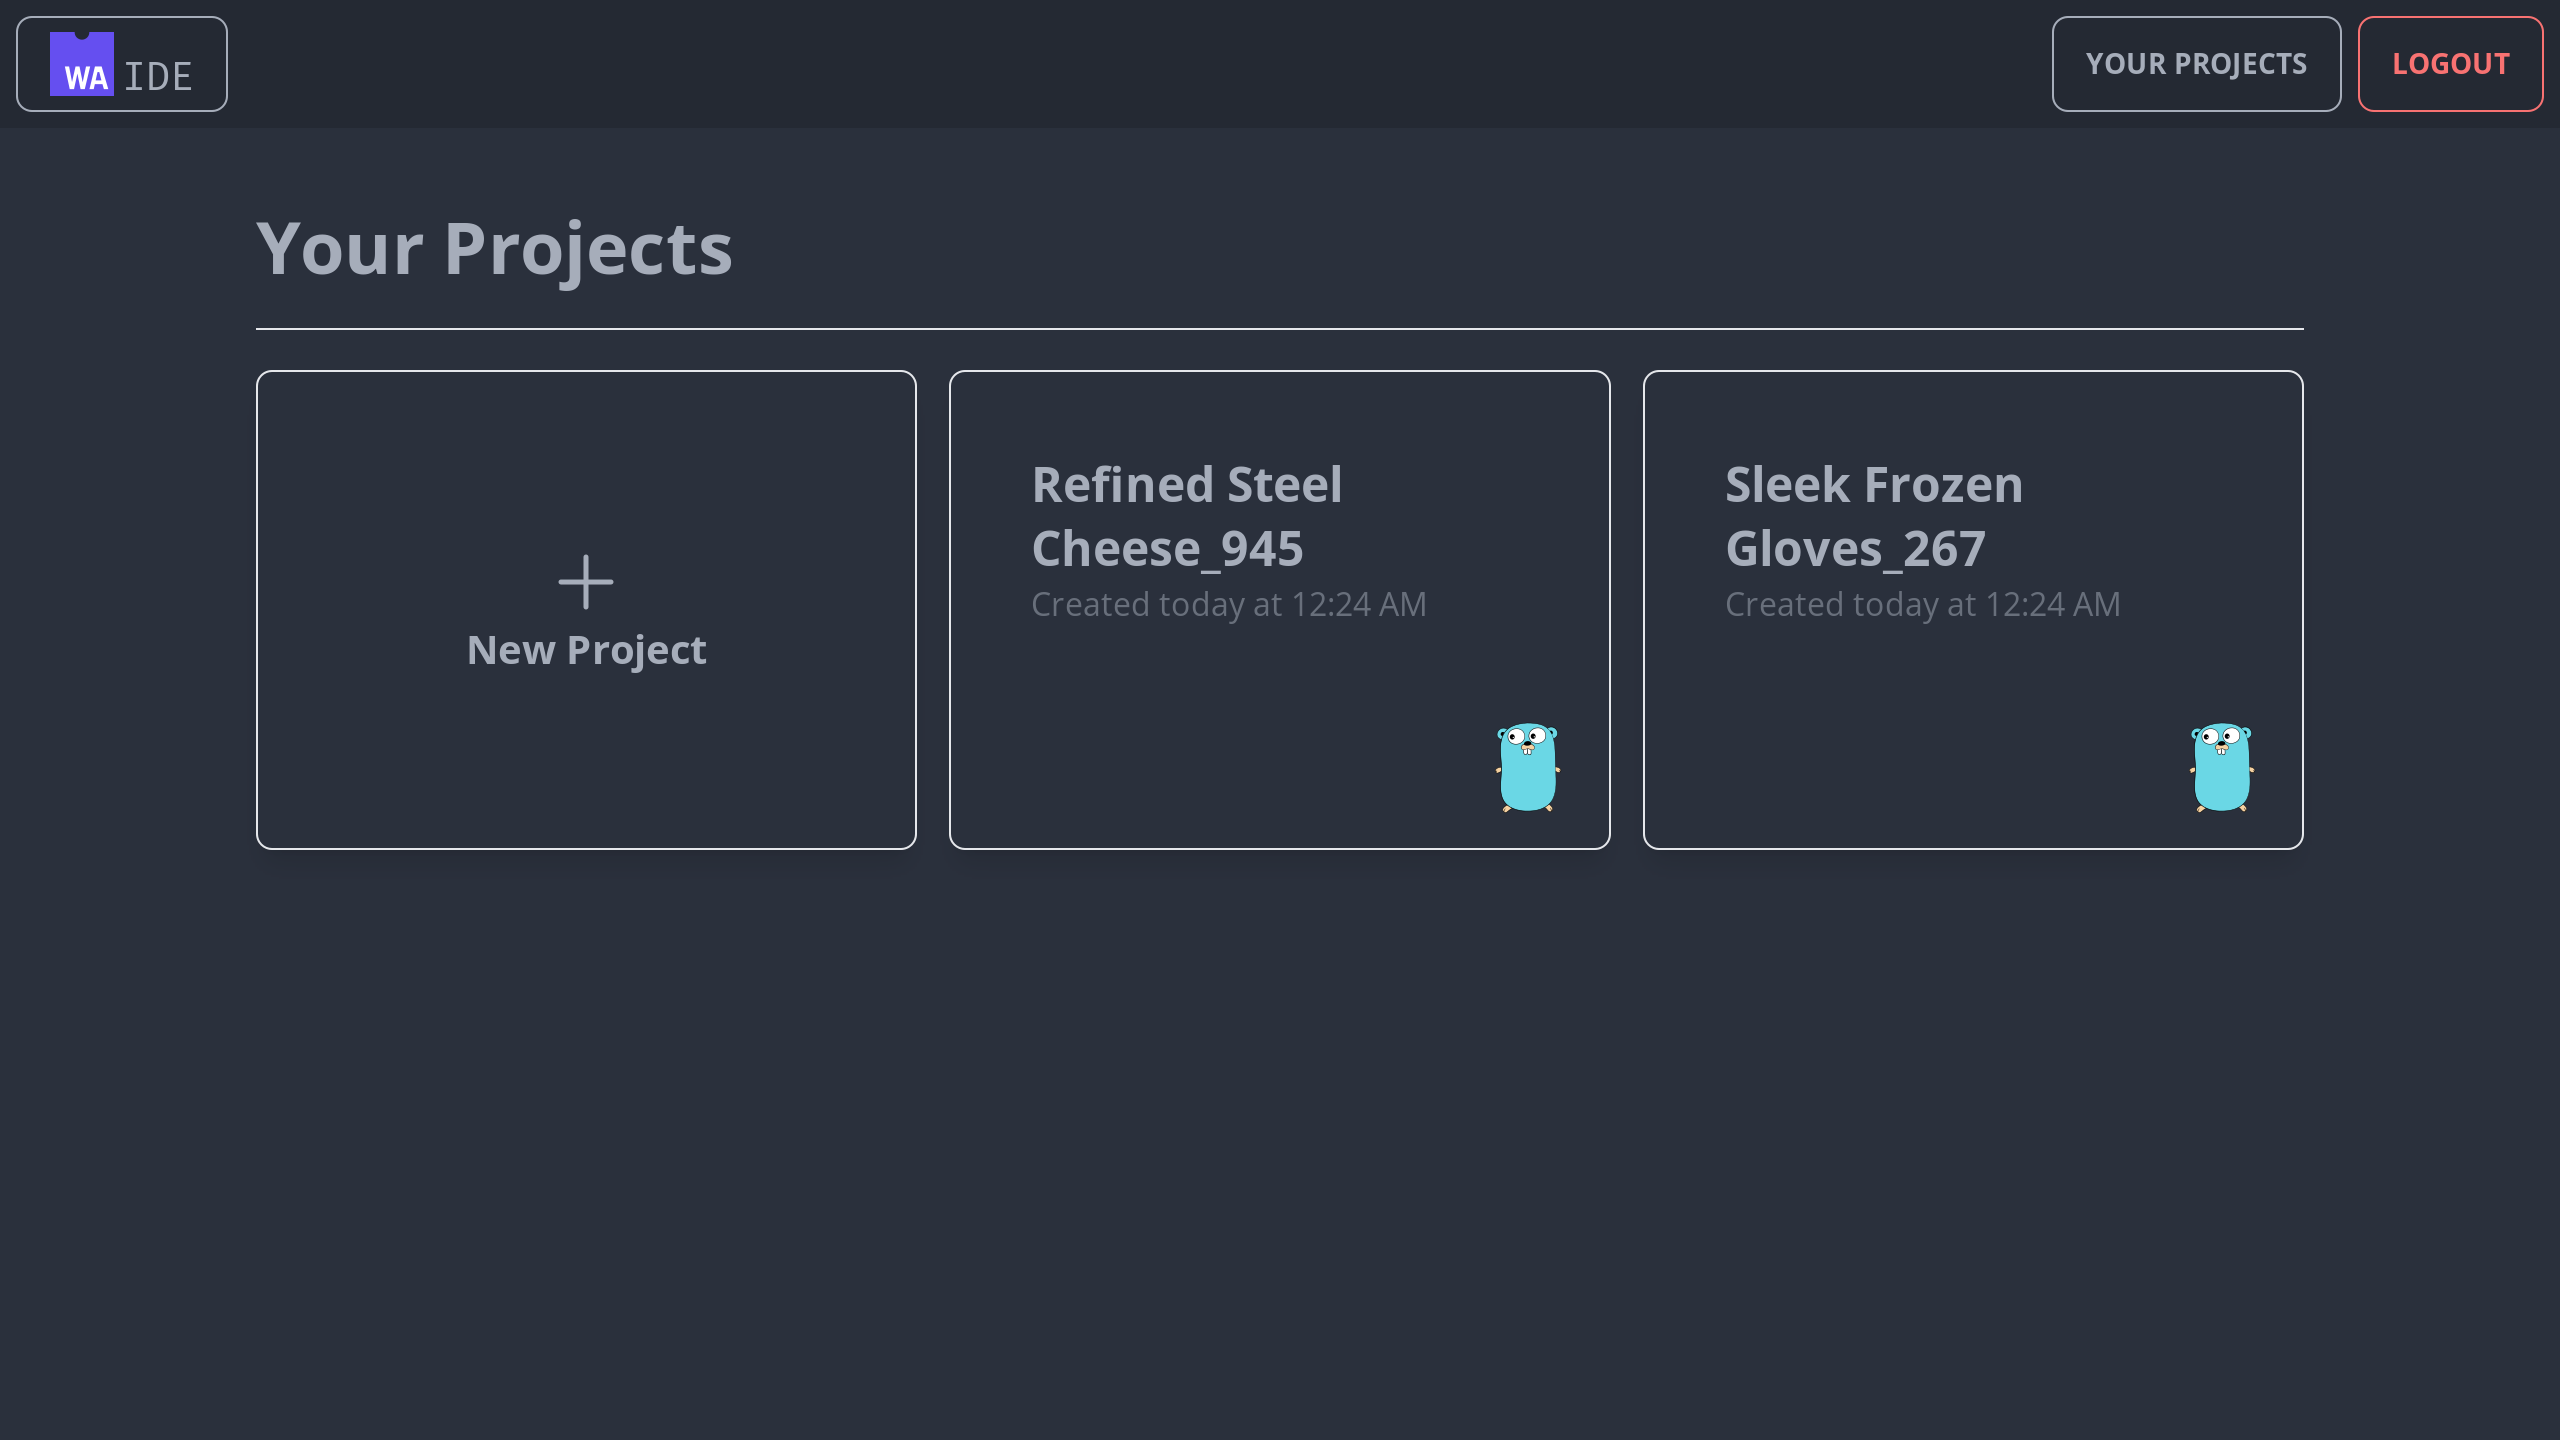 WA IDE
YOUR PROJECTS
LOGOUT
Your Projects
New Project
Refined Steel
Cheese_945
Created today at 12:24 AM
Sleek Frozen
Gloves_267
Created today at 12:24 AM